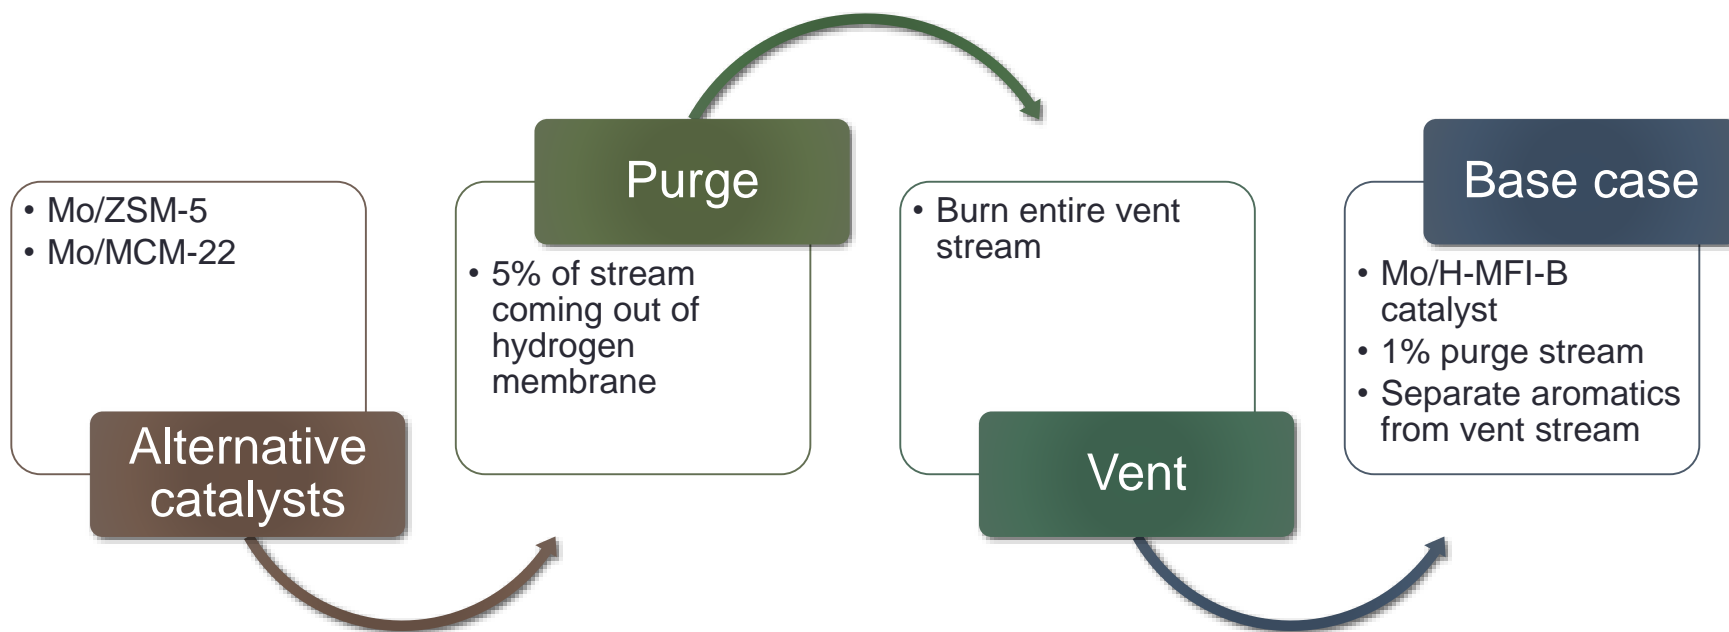 • Mo/ZSM-5
• Mo/MCM-22
Alternative
catalysts
Purge
• 5% of stream
coming out of
hydrogen
membrane
• Burn entire vent
stream
Vent
Base case
• Mo/H-MFI-B
catalyst
• 1% purge stream
• Separate aromatics
from vent stream